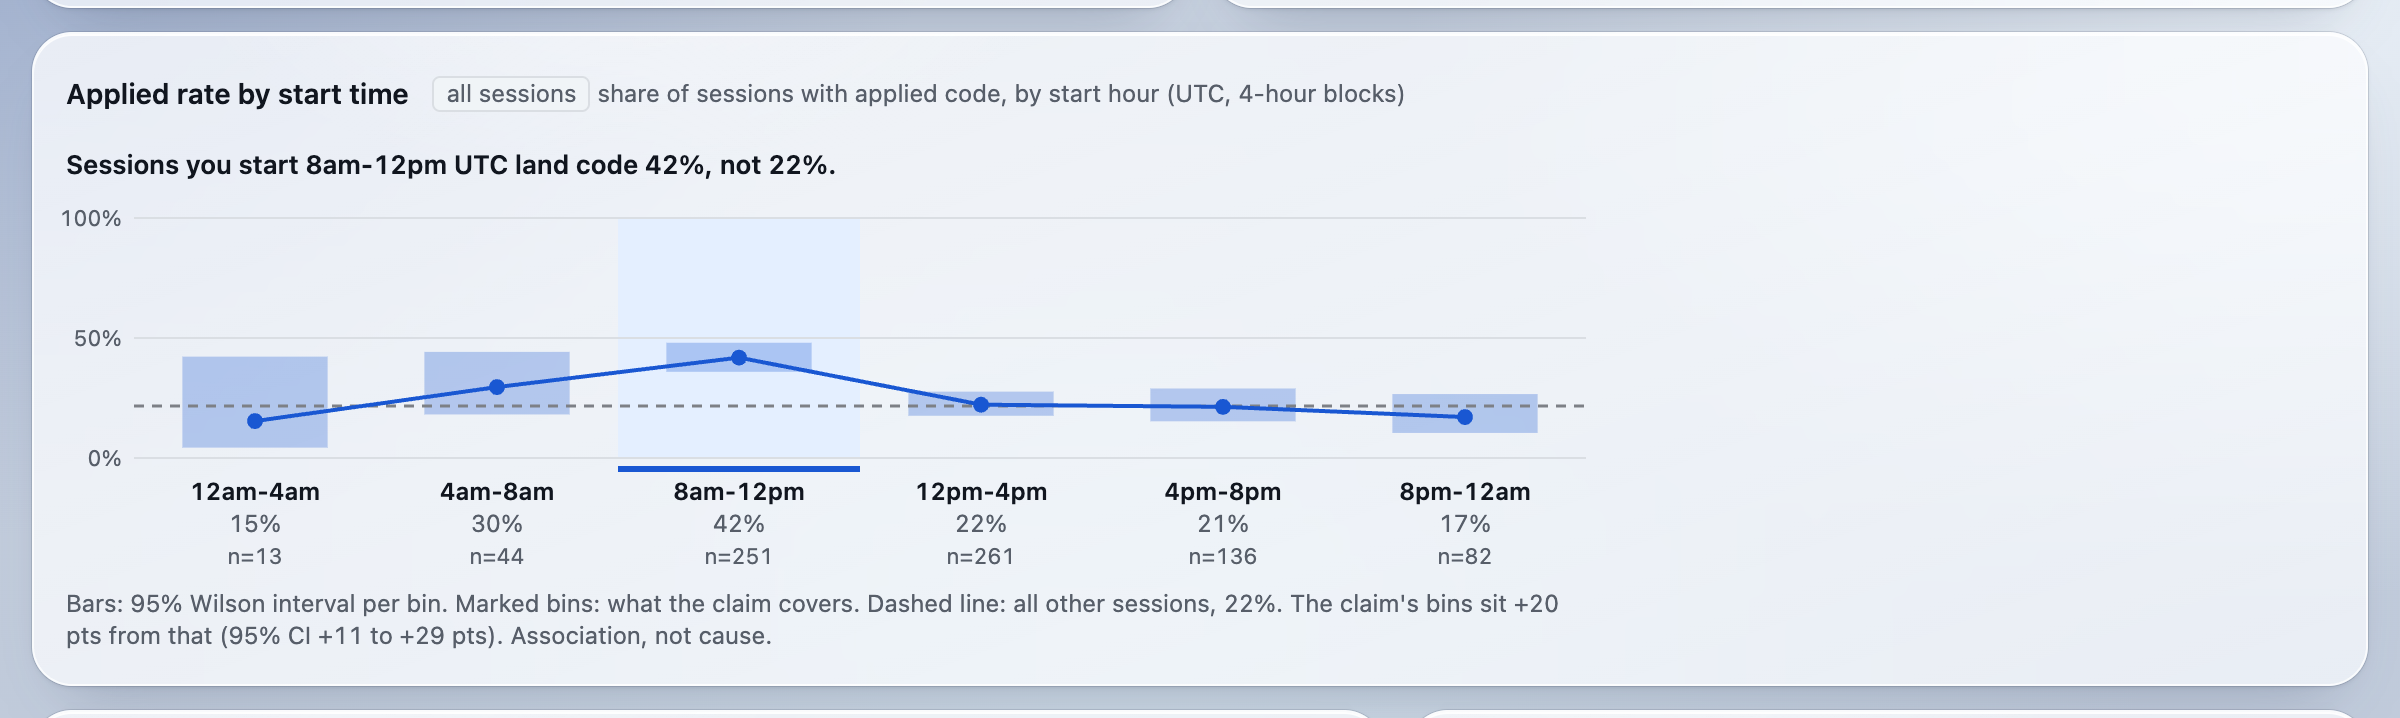 Applied rate by start time all sessions share of sessions with applied code, by start hour (UTC, 4-hour blocks)
Sessions you start 8am-12pm UTC land code 42%, not 22%.
100%
50%
0%
12am-4am 4am-8am 8am-12pm 12pm-4pm 4pm-8pm 8pm-12am
15% 30% 42% 22% 21% 17%
n=13 n=44 n=251 n=261 n=136 n=82
Bars: 95% Wilson interval per bin. Marked bins: what the claim covers. Dashed line: all other sessions, 22%. The claim's bins sit +20
pts from that (95% CI +11 to +29 pts). Association, not cause.